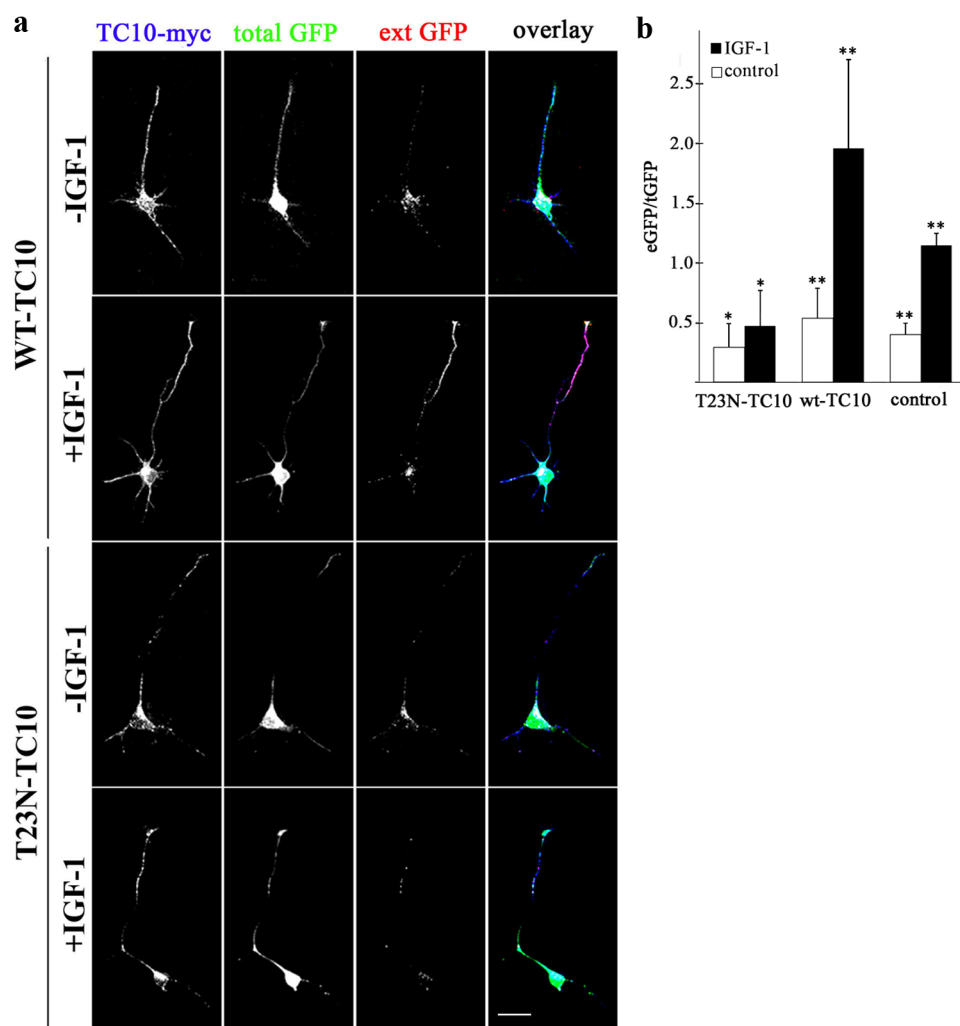 a
TC10-myc total GFP ext GFP overlay
WT-TC10
-IGF-1
+IGF-1
T23N-TC10
-IGF-1
+IGF-1
b
IGF-1
control
eGFP/tGFP
2.5
2.0
1.5
1.0
0.5
* * ** ** ** **
T23N-TC10 wt-TC10 control